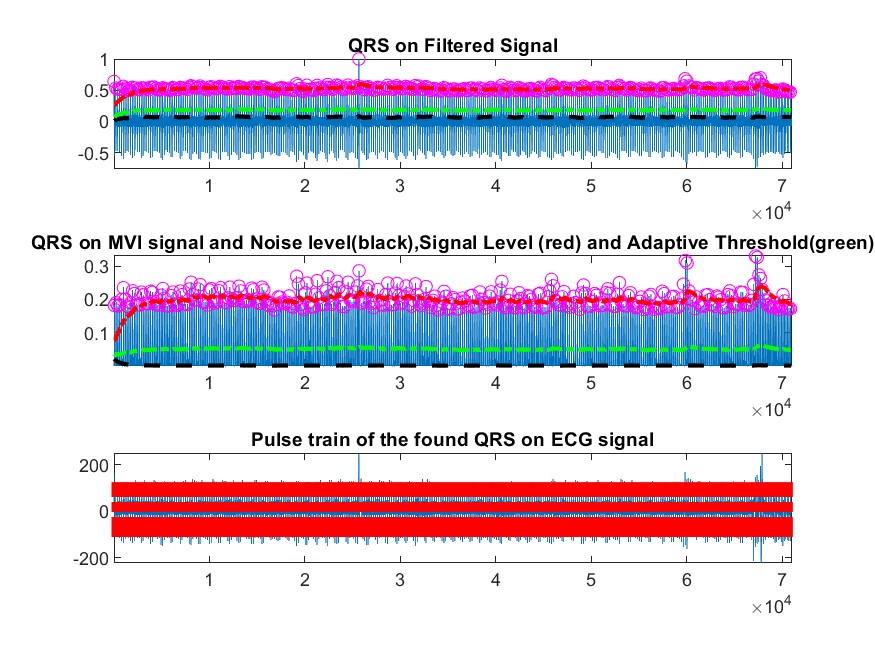 QRS on Filtered Signal
1
0.5
0
-0.5
1 2 3 4 5 6 7
×10^4
QRS on MVI signal and Noise level(black),Signal Level (red) and Adaptive Threshold(green)
0.3
0.2
0.1
1 2 3 4 5 6 7
×10^4
Pulse train of the found QRS on ECG signal
200
0
-200
1 2 3 4 5 6 7
×10^4